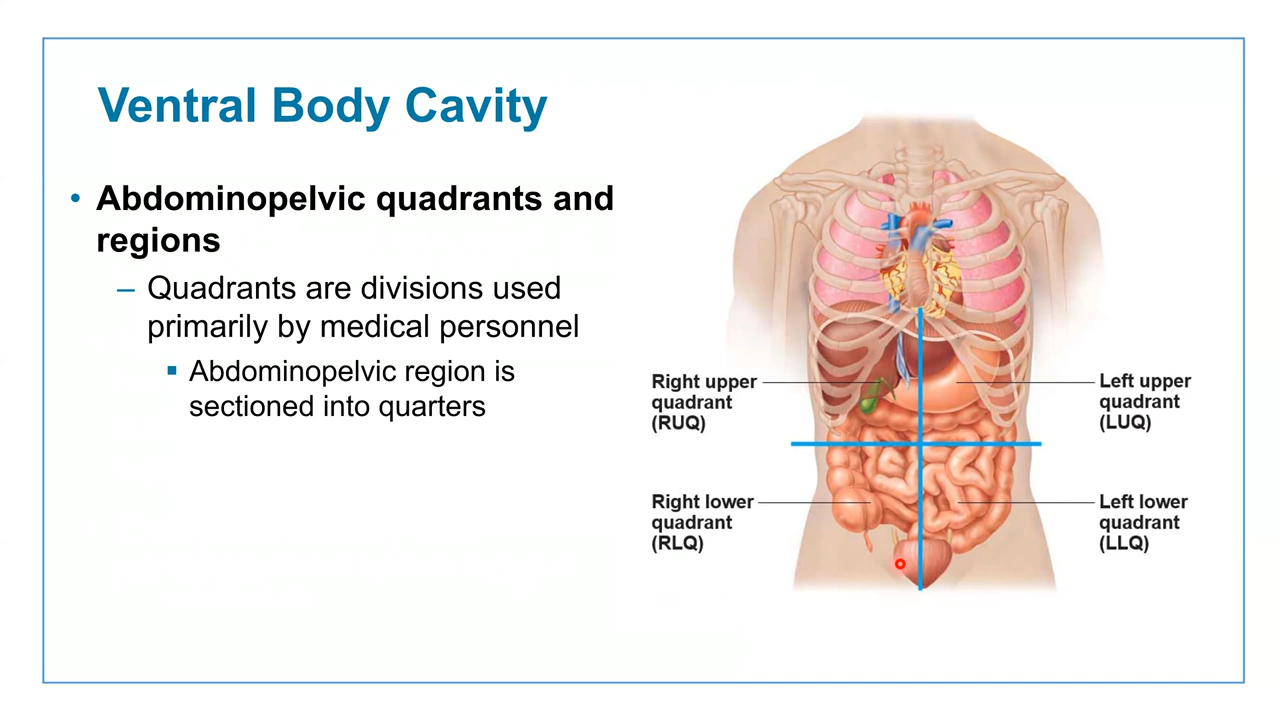 Ventral Body Cavity
• Abdominopelvic quadrants and
regions
– Quadrants are divisions used
primarily by medical personnel
▪ Abdominopelvic region is
sectioned into quarters
Right upper
quadrant
(RUQ)
Left upper
quadrant
(LUQ)
Right lower
quadrant
(RLQ)
Left lower
quadrant
(LLQ)